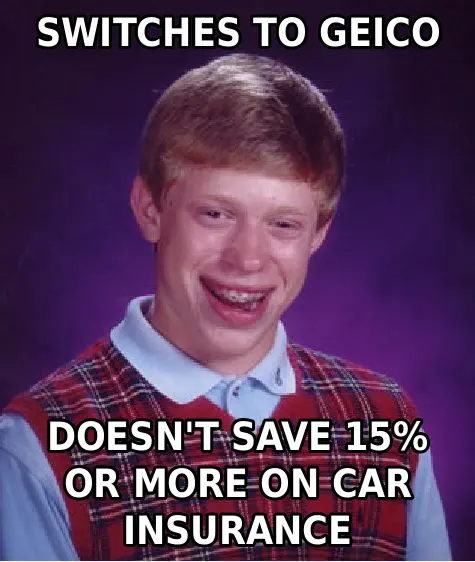 SWITCHES TO GEICO
DOESN'T SAVE 15%
OR MORE ON CAR
INSURANCE